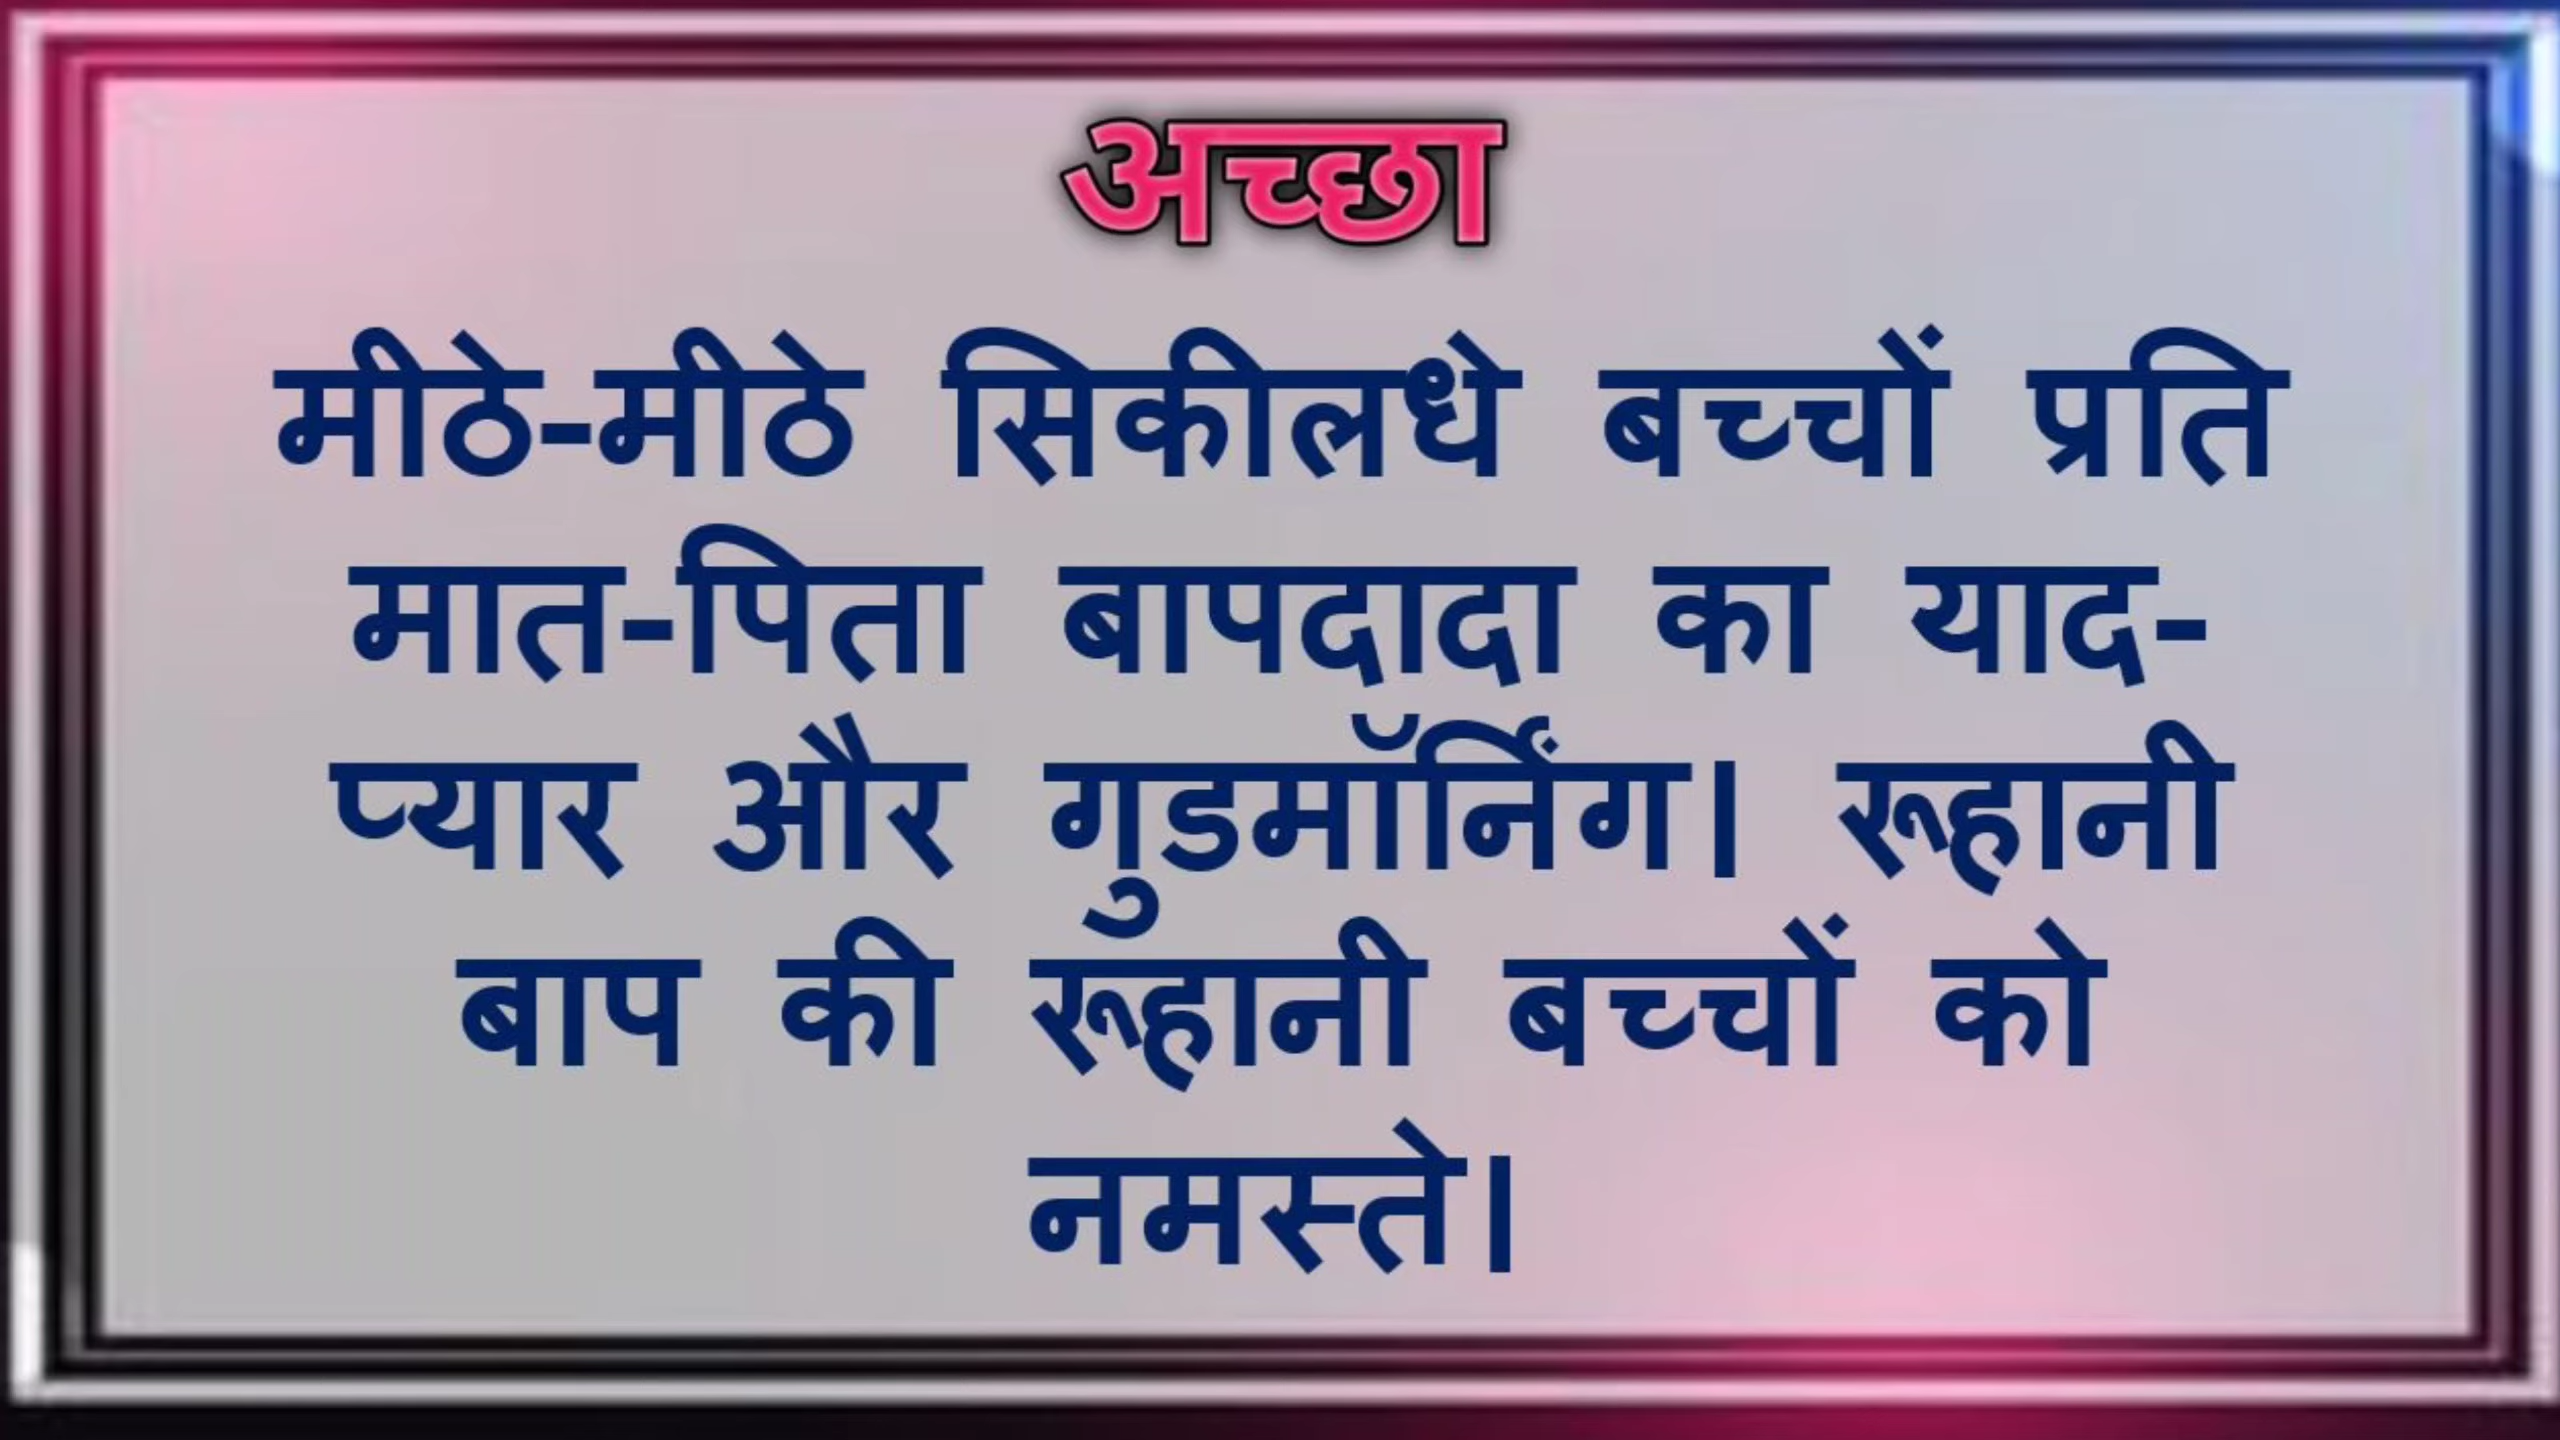 अच्छा
मीठे-मीठे सिकीलधे बच्चों प्रति
मात-पिता बापदादा का याद-
प्यार और गुडमॉर्निंग। रूहानी
बाप की रूहानी बच्चों को
नमस्ते।